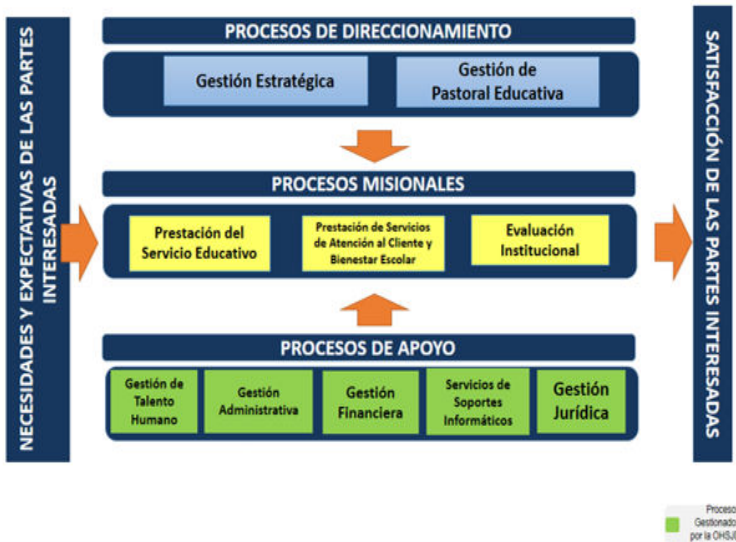 NECESIDADES Y EXPECTATIVAS DE LAS PARTES
INTERESADAS
PROCESOS DE DIRECCIONAMIENTO
Gestión Estratégica
Gestión de
Pastoral Educativa
PROCESOS MISIONALES
Prestación del
Servicio Educativo
Prestación de Servicios
de Atención al Cliente y
Bienestar Escolar
Evaluación
Institucional
PROCESOS DE APOYO
Gestión de
Talento
Humano
Gestión
Administrativa
Gestión
Financiera
Servicios de
Soportes
Informáticos
Gestión
Jurídica
SATISFACCIÓN DE LAS PARTES INTERESADAS
Proceso
Gestionado
por la